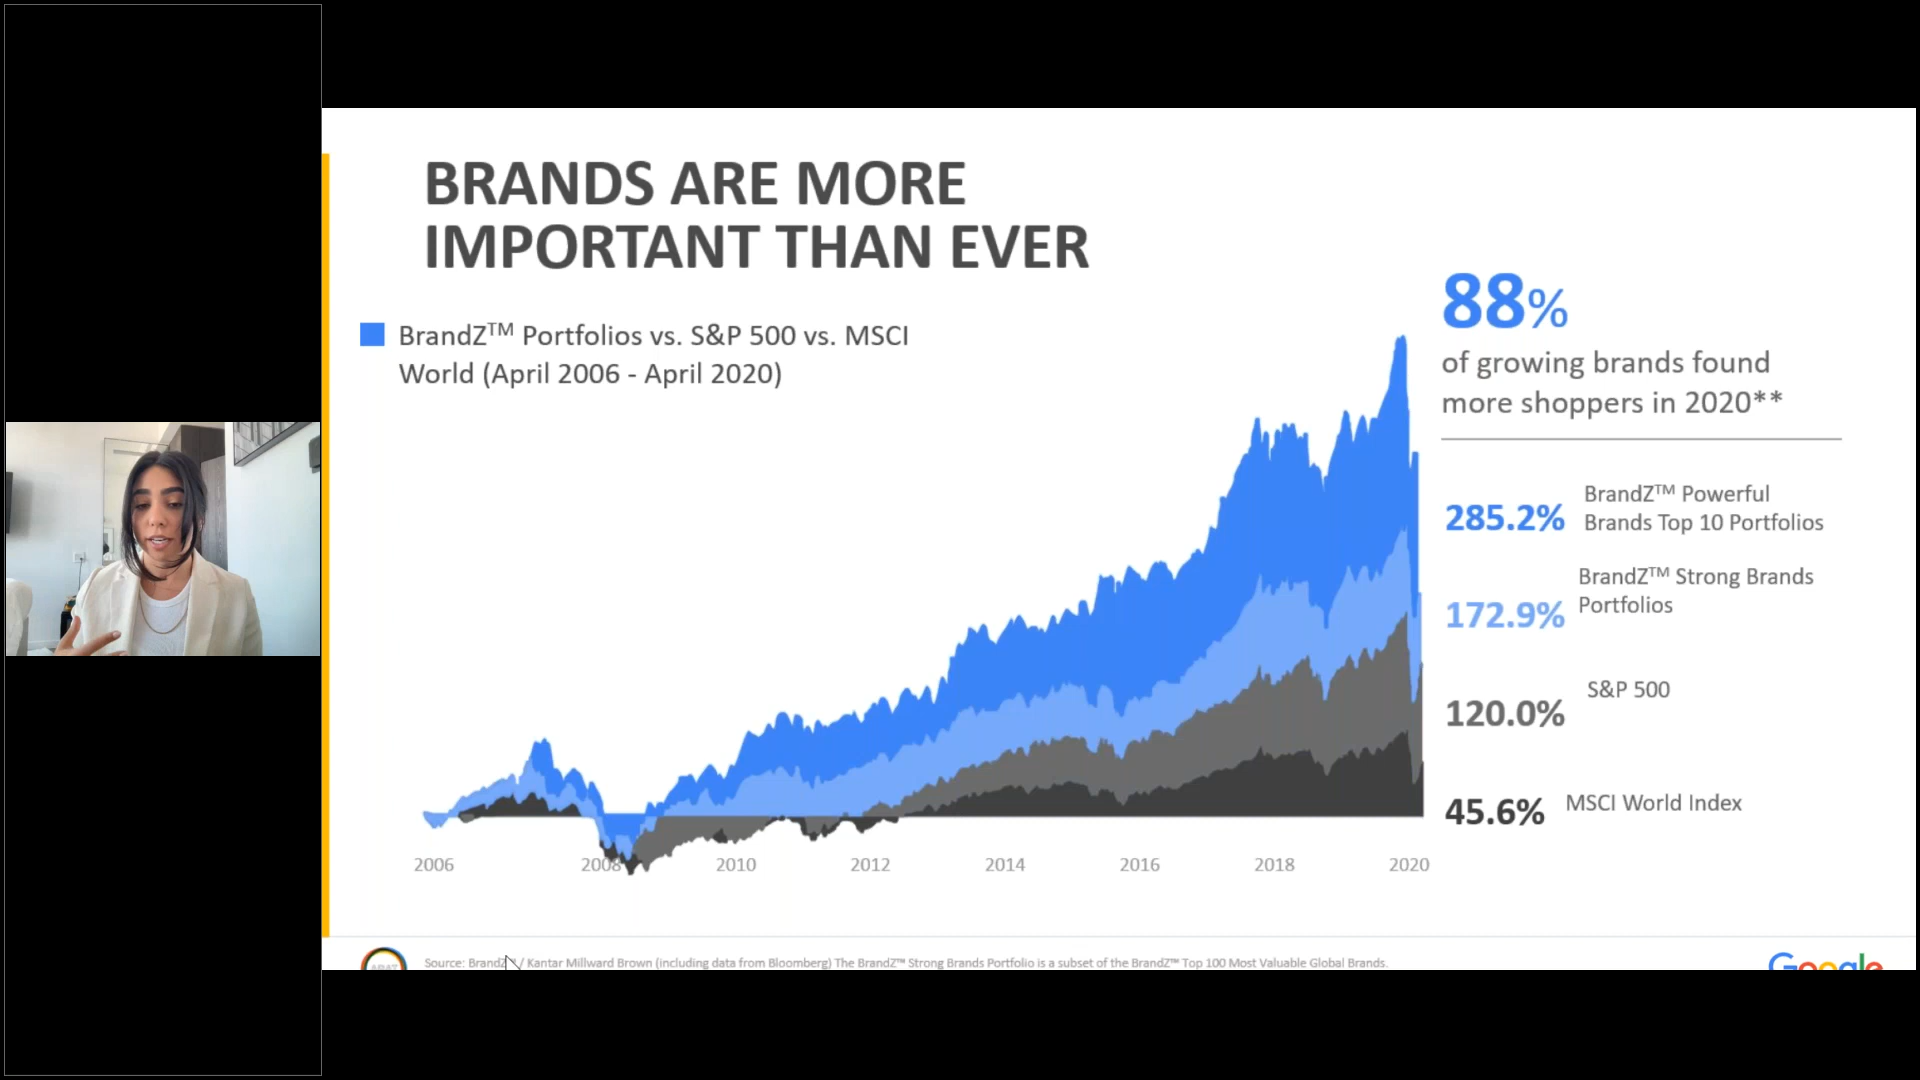 BRANDS ARE MORE
IMPORTANT THAN EVER
BrandZ™ Portfolios vs. S&P 500 vs. MSCI
World (April 2006 - April 2020)
88%
of growing brands found
more shoppers in 2020**
285.2%
BrandZ™ Powerful
Brands Top 10 Portfolios
172.9%
BrandZ™ Strong Brands
Portfolios
120.0%
S&P 500
45.6%
MSCI World Index
2006 2008 2010 2012 2014 2016 2018 2020
Source: BrandZ / Kantar Millward Brown (including data from Bloomberg) The BrandZ™ Strong Brands Portfolio is a subset of the BrandZ™ Top 100 Most Valuable Global Brands.
Google